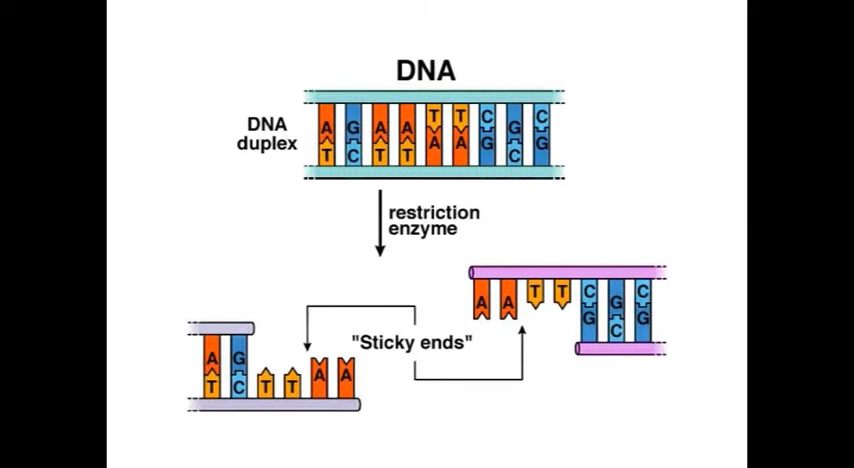 DNA
DNA
duplex
A G A A T T C G C
T C T T A A G C G
restriction
enzyme
A A T T C G C
G C G
"Sticky ends"
A G
T C T T A A